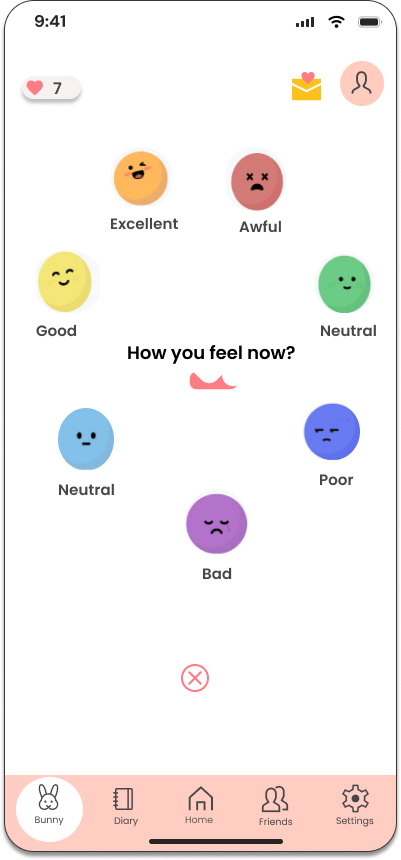 9:41
7
Excellent
Awful
Good
Neutral
How you feel now?
Neutral
Poor
Bad
Bunny
Diary
Home
Friends
Settings